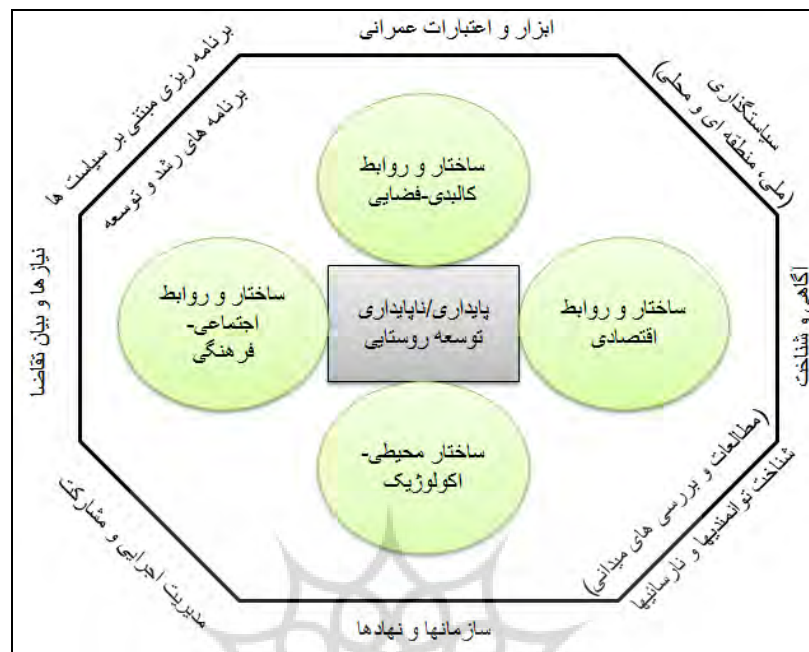 ابزار و اعتبارات عمرانی
سیاستگذاری
(ملی، منطقه ای و محلی)
برنامه ریزی مبتنی بر سیاست ها
برنامه های رشد و توسعه
ساختار و روابط
کالبدی-فضایی
آگاهی و شناخت
ساختار و روابط
اقتصادی
پایداری/ناپایداری
توسعه روستایی
ساختار و روابط
اجتماعی-
فرهنگی
نیازها و بیان تقاضا
ساختار محیطی-
اکولوژیک
(مطالعات و بررسی های میدانی)
شناخت توانمندیها و نارسائیها
مدیریت اجرایی و مشارکت
سازمانها و نهادها